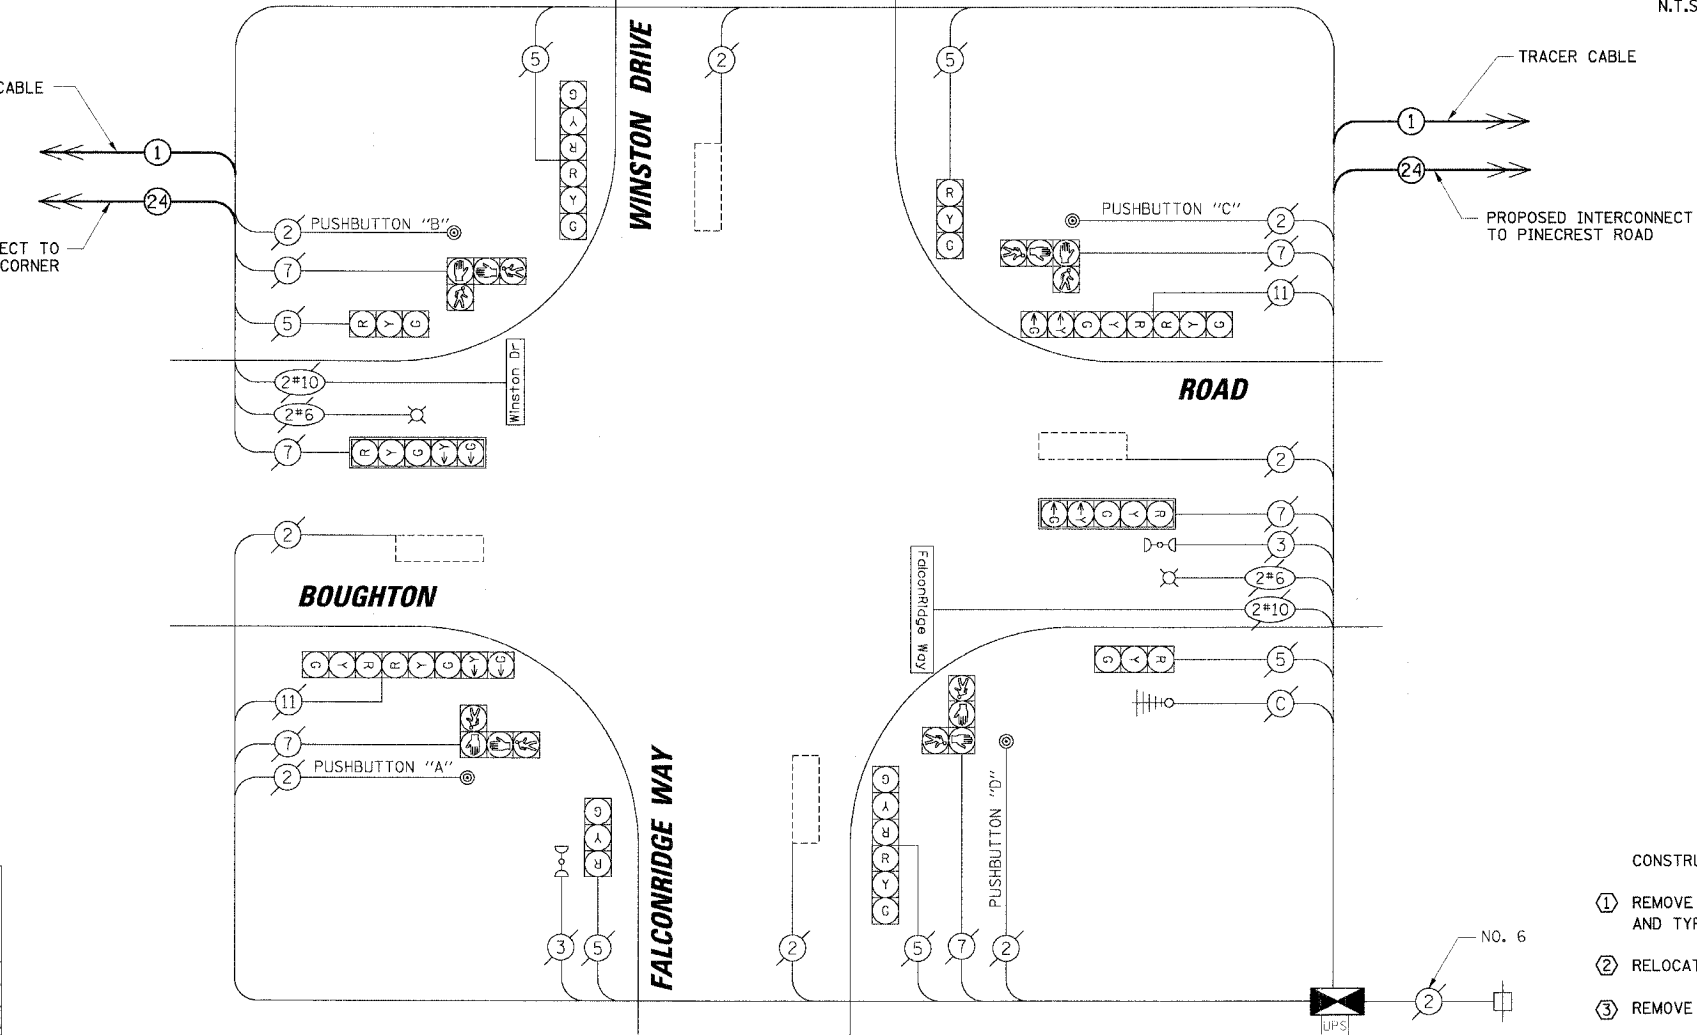 N.T.S
TRACER CABLE
CABLE
1
24
ECT TO
CORNER
5
WINSTON DRIVE
2
5
1
24
PROPOSED INTERCONNECT
TO PINECREST ROAD
G
Y
R
R
Y
G
R
Y
G
2
PUSHBUTTON "B"
7
5
R Y G
PUSHBUTTON "C"
2
7
11
←G ←Y G Y R R Y G
2#10
Winston Dr
2#6
7
R Y G ←Y ←G
ROAD
2
←G ←Y G Y R
7
3
2#6
2#10
FalconRidge Way
2
BOUGHTON
G Y R R Y G ←Y ←G
11
7
2
PUSHBUTTON "A"
G Y R
5
C
FALCONRIDGE WAY
G
Y
R
3
5
2
G
Y
R
R
Y
G
5
7
PUSHBUTTON "D"
2
UPS
2
NO. 6
CONSTRU
1 REMOVE
AND TYP
2 RELOCAT
3 REMOVE